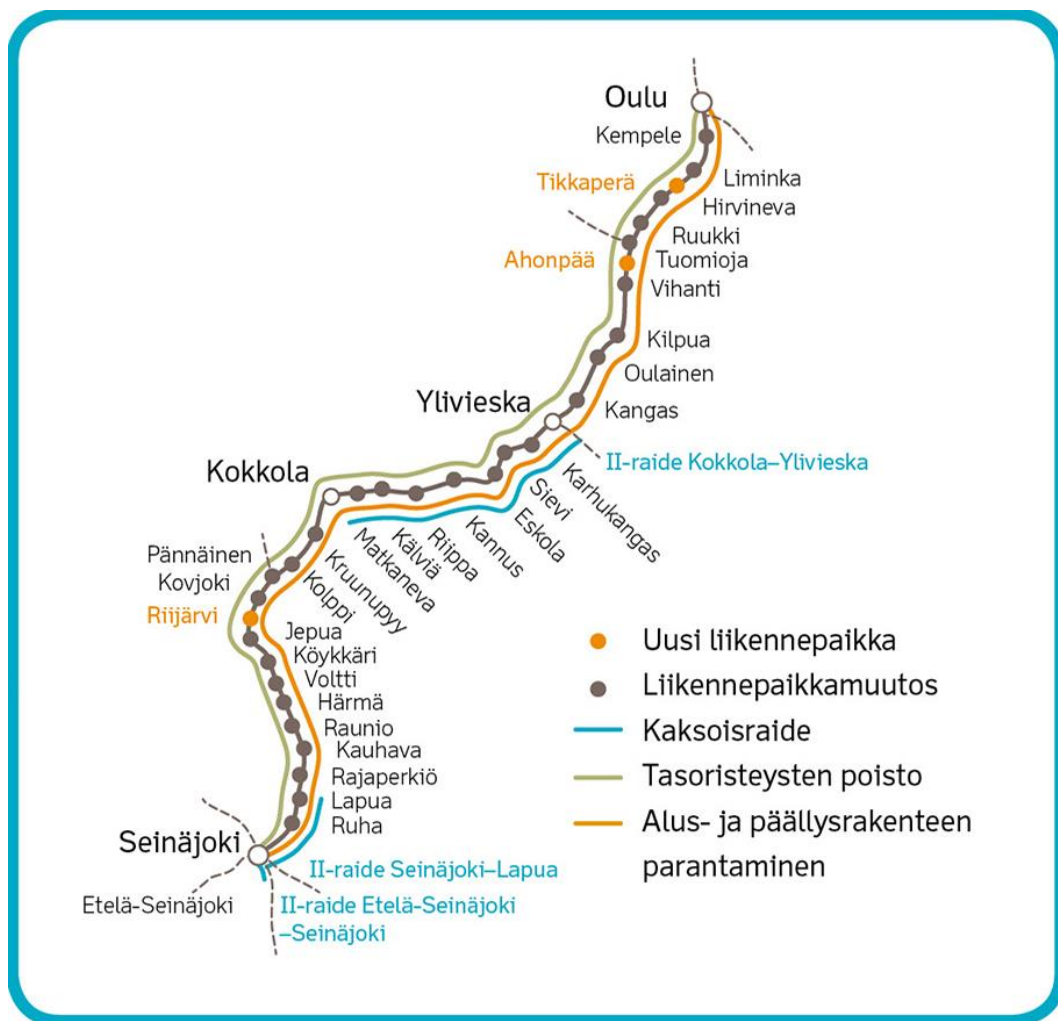 Oulu
Kempele
Tikkaperä
Liminka
Hirvineva
Ruukki
Ahonpää
Tuomioja
Vihanti
Kilpua
Oulainen
Ylivieska
Kangas
II-raide Kokkola–Ylivieska
Kokkola
Karhukangas
Sievi
Eskola
Kannus
Riippa
Kälviä
Matkaneva
Kruunupyy
Kolppi
Pännäinen
Kovjoki
Riijärvi
Jepua
Köykkäri
Voltti
Härmä
Raunio
Kauhava
Rajaperkiö
Lapua
Ruha
Seinäjoki
II-raide Seinäjoki–Lapua
Etelä-Seinäjoki
II-raide Etelä-Seinäjoki
–Seinäjoki
Uusi liikennepaikka
Liikennepaikkamuutos
Kaksoisraide
Tasoristeysten poisto
Alus- ja päällysrakenteen
parantaminen